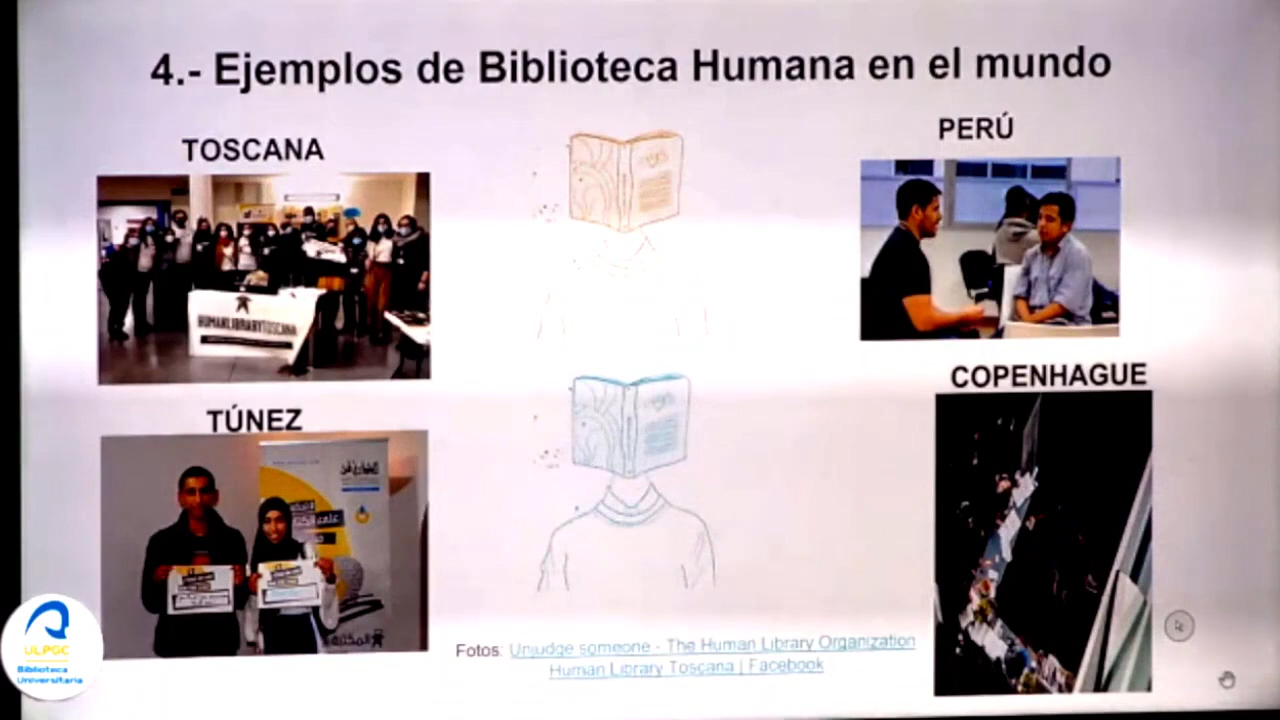 4.- Ejemplos de Biblioteca Humana en el mundo
TOSCANA
HUMANLIBRARYTOSCANA
PERÚ
TÚNEZ
COPENHAGUE
Fotos: Unjudge someone - The Human Library Organization
Human Library Toscana | Facebook
ULPGC
Biblioteca
Universitaria